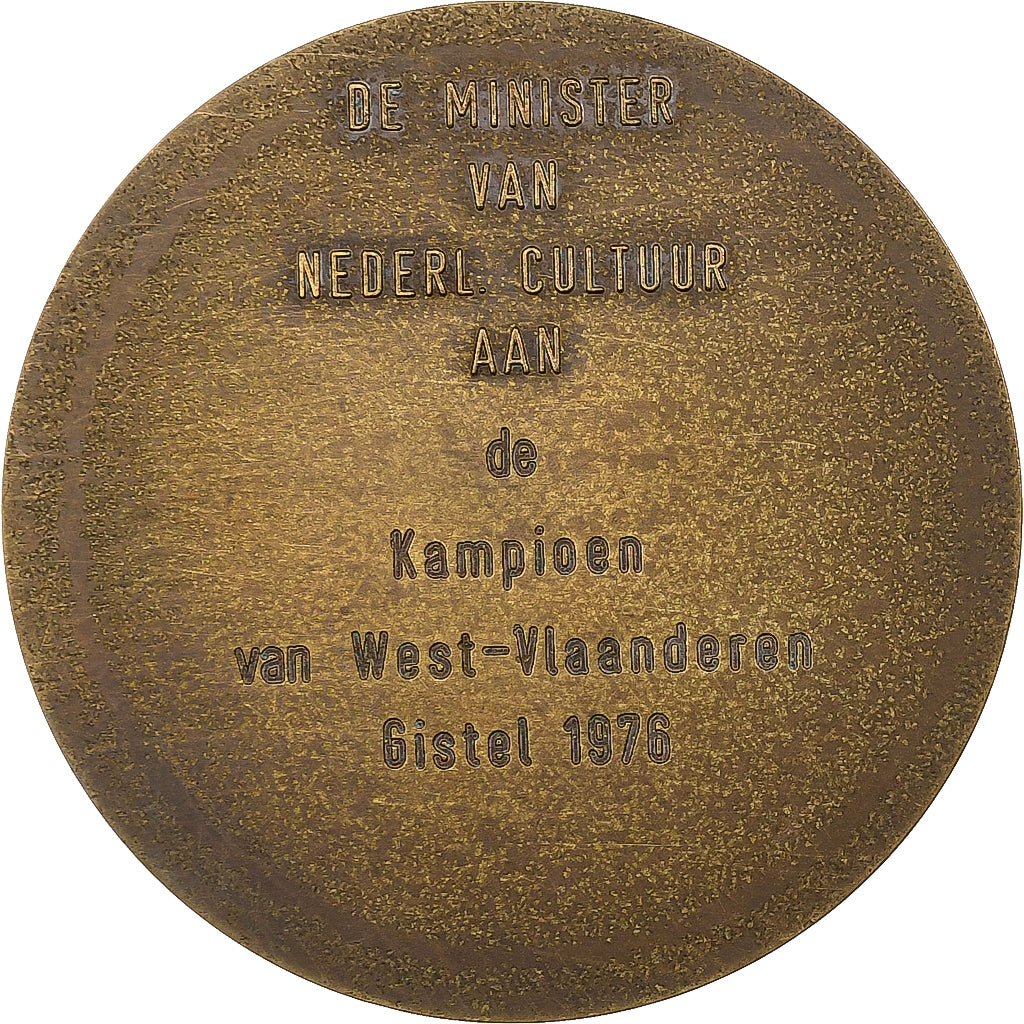 DE MINISTER
VAN
NEDERL. CULTUUR
AAN
de
Kampioen
van West-Vlaanderen
Gistel 1976